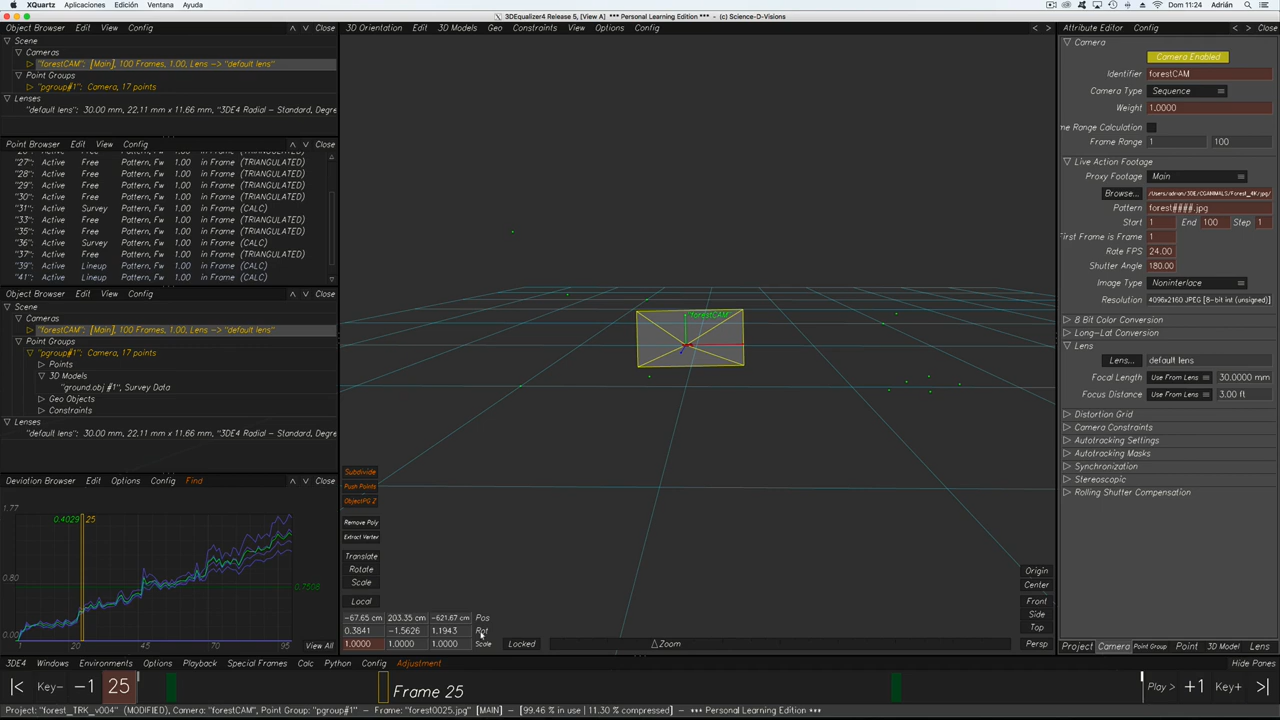 XQuartz Aplicaciones Edición Ventana Ayuda Dom 11:24 Adrián
3DEqualizer4 Release 5, [View A] *** Personal Learning Edition *** - (c) Science-D-Visions
Object Browser Edit View Config Close
Scene
Cameras
"forestCAM": [Main], 100 Frames, 1.00, Lens -> "default lens"
Point Groups
"pgroup#1": Camera, 17 points
Lenses
"default lens": 30.00 mm, 22.11 mm x 11.66 mm, "3DE4 Radial - Standard, Degre
Point Browser Edit View Config Close
"27": Active Free Pattern, Fw 1.00 in Frame (TRIANGULATED)
"28": Active Free Pattern, Fw 1.00 in Frame (TRIANGULATED)
"29": Active Free Pattern, Fw 1.00 in Frame (TRIANGULATED)
"30": Active Free Pattern, Fw 1.00 in Frame (TRIANGULATED)
"31": Active Survey Pattern, Fw 1.00 in Frame (CALC)
"33": Active Free Pattern, Fw 1.00 in Frame (TRIANGULATED)
"35": Active Free Pattern, Fw 1.00 in Frame (TRIANGULATED)
"36": Active Survey Pattern, Fw 1.00 in Frame (CALC)
"37": Active Free Pattern, Fw 1.00 in Frame (TRIANGULATED)
"39": Active Lineup Pattern, Fw 1.00 in Frame (CALC)
"41": Active Lineup Pattern, Fw 1.00 in Frame (CALC)
Object Browser Edit View Config Close
Scene
Cameras
"forestCAM": [Main], 100 Frames, 1.00, Lens -> "default lens"
Point Groups
"pgroup#1": Camera, 17 points
Points
3D Models
"ground.obj #1", Survey Data
Geo Objects
Constraints
Lenses
"default lens": 30.00 mm, 22.11 mm x 11.66 mm, "3DE4 Radial - Standard, Degre
Deviation Browser Edit Options Config Find Close
1.77
0.4029 25
0.80
0.7508
0.00
1 20 45 70 95 View All
3D Orientation Edit 3D Models Geo Constraints View Options Config
"forestCAM"
Subdivide
Push Points
ObjectPG Z
Remove Poly
Extract Vertex
Translate
Rotate
Scale
Local
-67.65 cm 203.35 cm -621.67 cm Pos
0.3841 -1.5626 1.1943 Rot
1.0000 1.0000 1.0000 Scale Locked Zoom
Origin
Center
Front
Side
Top
Persp
Attribute Editor Config Close
Camera
Camera Enabled
Identifier forestCAM
Camera Type Sequence
Weight 1.0000
me Range Calculation
Frame Range 1 100
Live Action Footage
Proxy Footage Main
Browse... /Users/adrian/3DE/CGANIMALS/Forest_4K/jpg/
Pattern forest####.jpg
Start 1 End 100 Step 1
First Frame is Frame 1
Rate FPS 24.00
Shutter Angle 180.00
Image Type Noninterlace
Resolution 4096x2160 JPEG [8-bit int (unsigned)]
8 Bit Color Conversion
Long-Lat Conversion
Lens
Lens... default lens
Focal Length Use From Lens 30.0000 mm
Focus Distance Use From Lens 3.00 ft
Distortion Grid
Camera Constraints
Autotracking Settings
Autotracking Masks
Synchronization
Stereoscopic
Rolling Shutter Compensation
Project Camera Point Group Point 3D Model Lens
3DE4 Windows Environments Options Playback Special Frames Calc Python Config Adjustment Hide Panes
|< Key- -1 25 Frame 25 Play > +1 Key+ >|
Project: "forest_TRK_v004" (MODIFIED), Camera: "forestCAM", Point Group: "pgroup#1" - Frame: "forest0025.jpg" [MAIN] - [99.46 % in use | 11.30 % compressed] - *** Personal Learning Edition ***